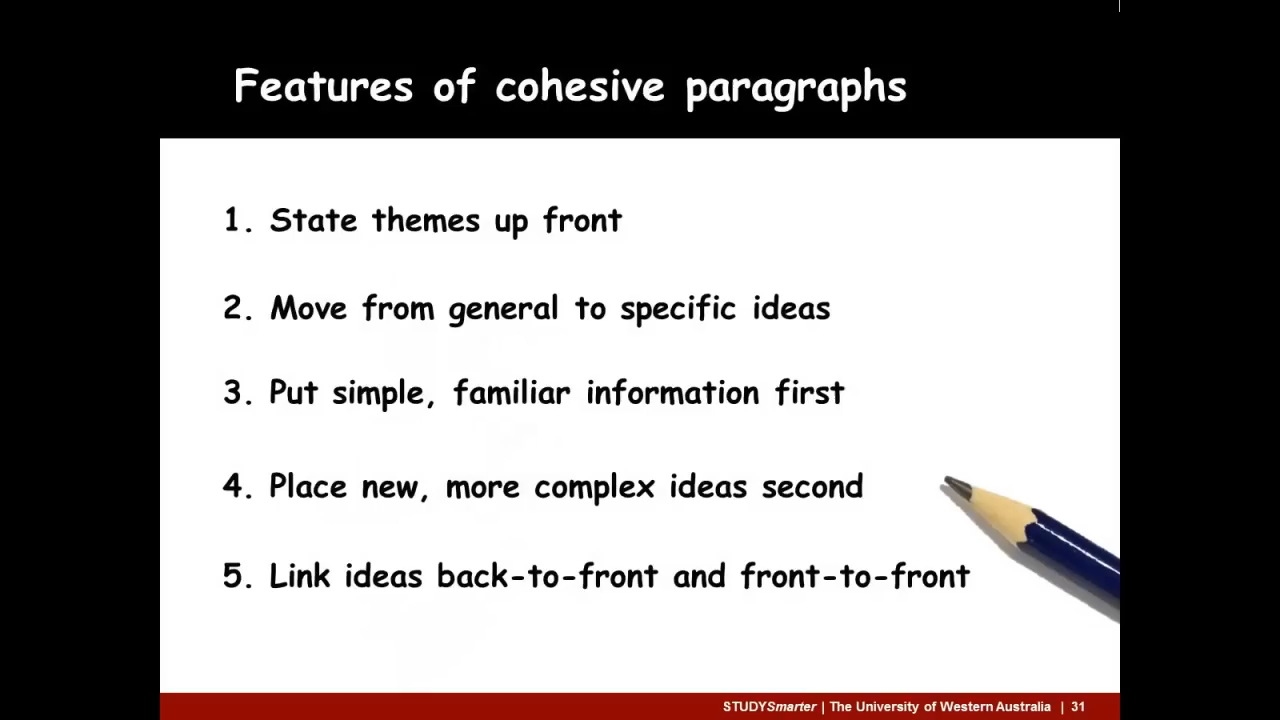 Features of cohesive paragraphs
1. State themes up front
2. Move from general to specific ideas
3. Put simple, familiar information first
4. Place new, more complex ideas second
5. Link ideas back-to-front and front-to-front
STUDYSmarter | The University of Western Australia | 31